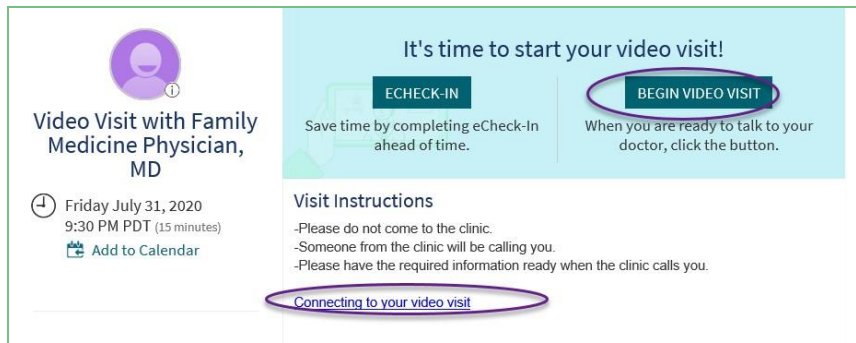 Video Visit with Family
Medicine Physician,
MD
Friday July 31, 2020
9:30 PM PDT (15 minutes)
Add to Calendar
It's time to start your video visit!
ECHECK-IN
Save time by completing eCheck-In
ahead of time.
BEGIN VIDEO VISIT
When you are ready to talk to your
doctor, click the button.
Visit Instructions
-Please do not come to the clinic.
-Someone from the clinic will be calling you.
-Please have the required information ready when the clinic calls you.
Connecting to your video visit